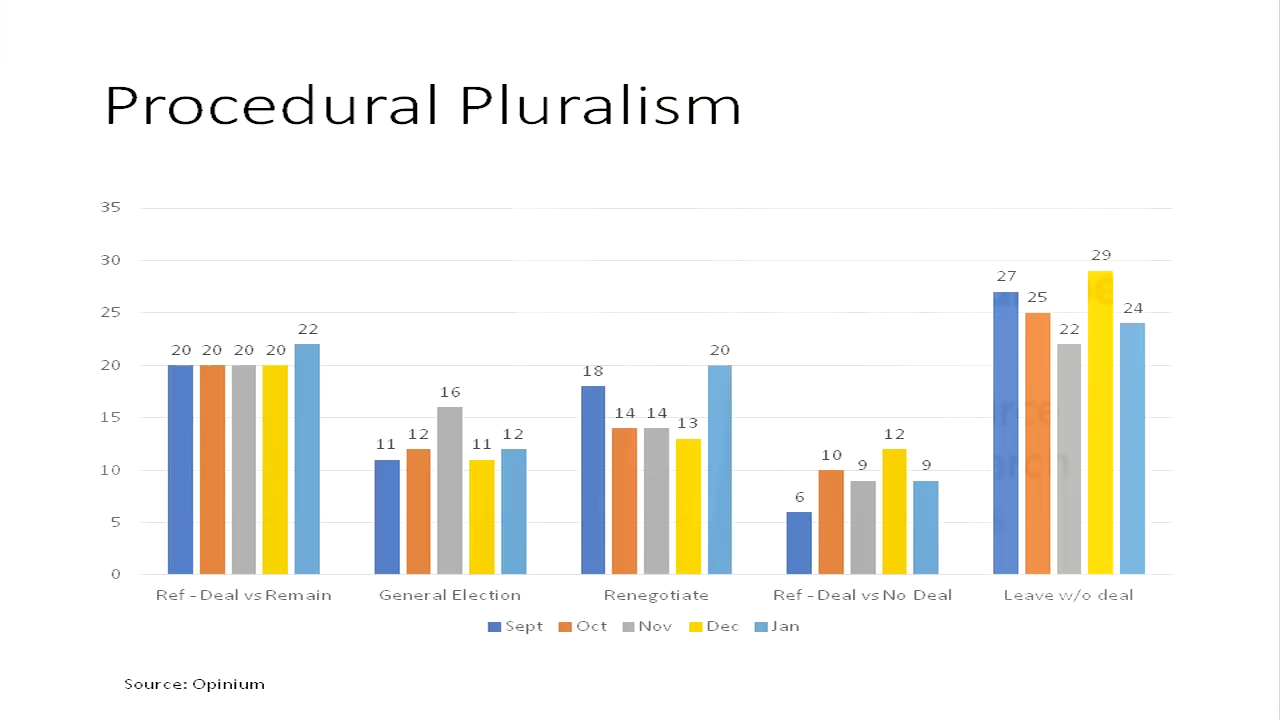 Procedural Pluralism
35
30
25
20
15
10
5
0
20 20 20 20 22
11 12 16 11 12
18 14 14 13 20
6 10 9 12 9
27 25 22 29 24
Ref - Deal vs Remain
General Election
Renegotiate
Ref - Deal vs No Deal
Leave w/o deal
Sept Oct Nov Dec Jan
Source: Opinium